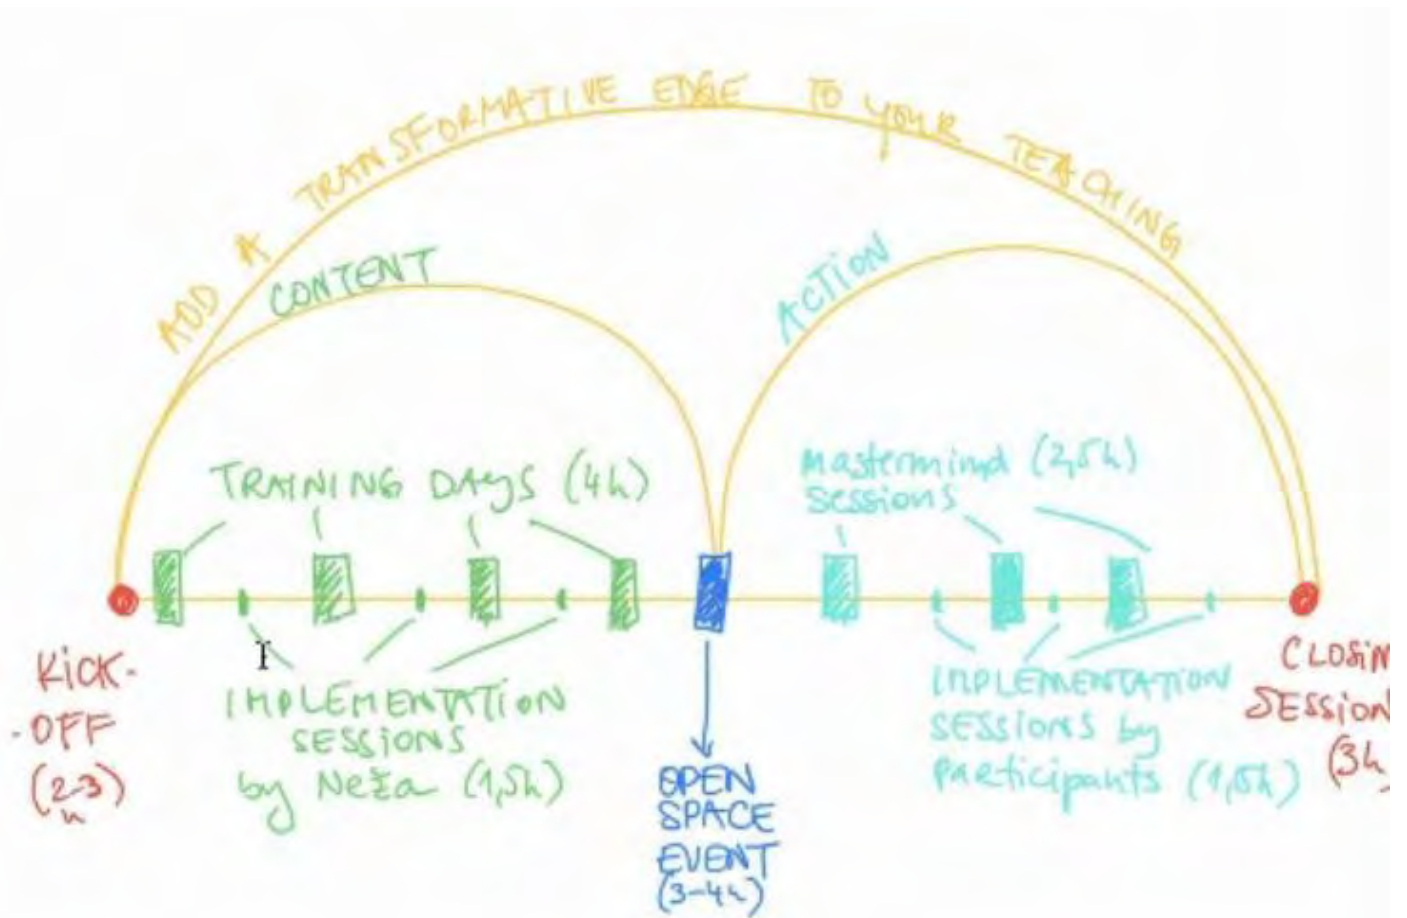 ADD A TRANSFORMATIVE EDGE TO YOUR TEACHING
CONTENT
ACTION
TRAINING DAYS (4h)
Mastermind (2,5h)
Sessions
KICK-
-OFF
(2-3)
h
IMPLEMENTATION
SESSIONS
by Neža (1,5h)
OPEN
SPACE
EVENT
(3-4h)
IMPLEMENTATION
SESSIONS by
participants (1,5h)
CLOSIN
SESSION
(3h